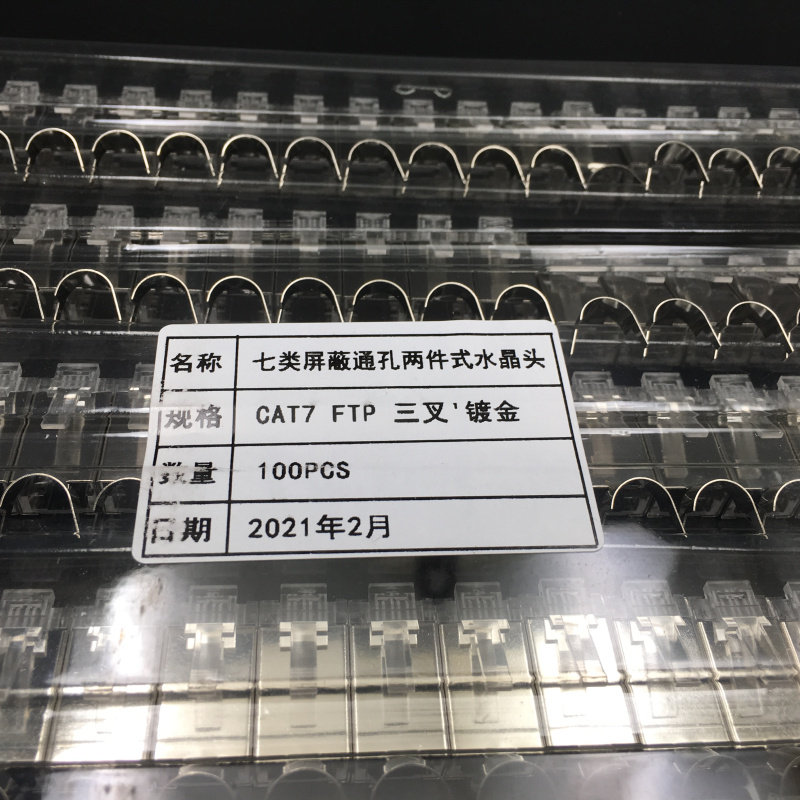 名称 七类屏蔽通孔两件式水晶头
规格 CAT7 FTP 三叉'镀金
数量 100PCS
日期 2021年2月